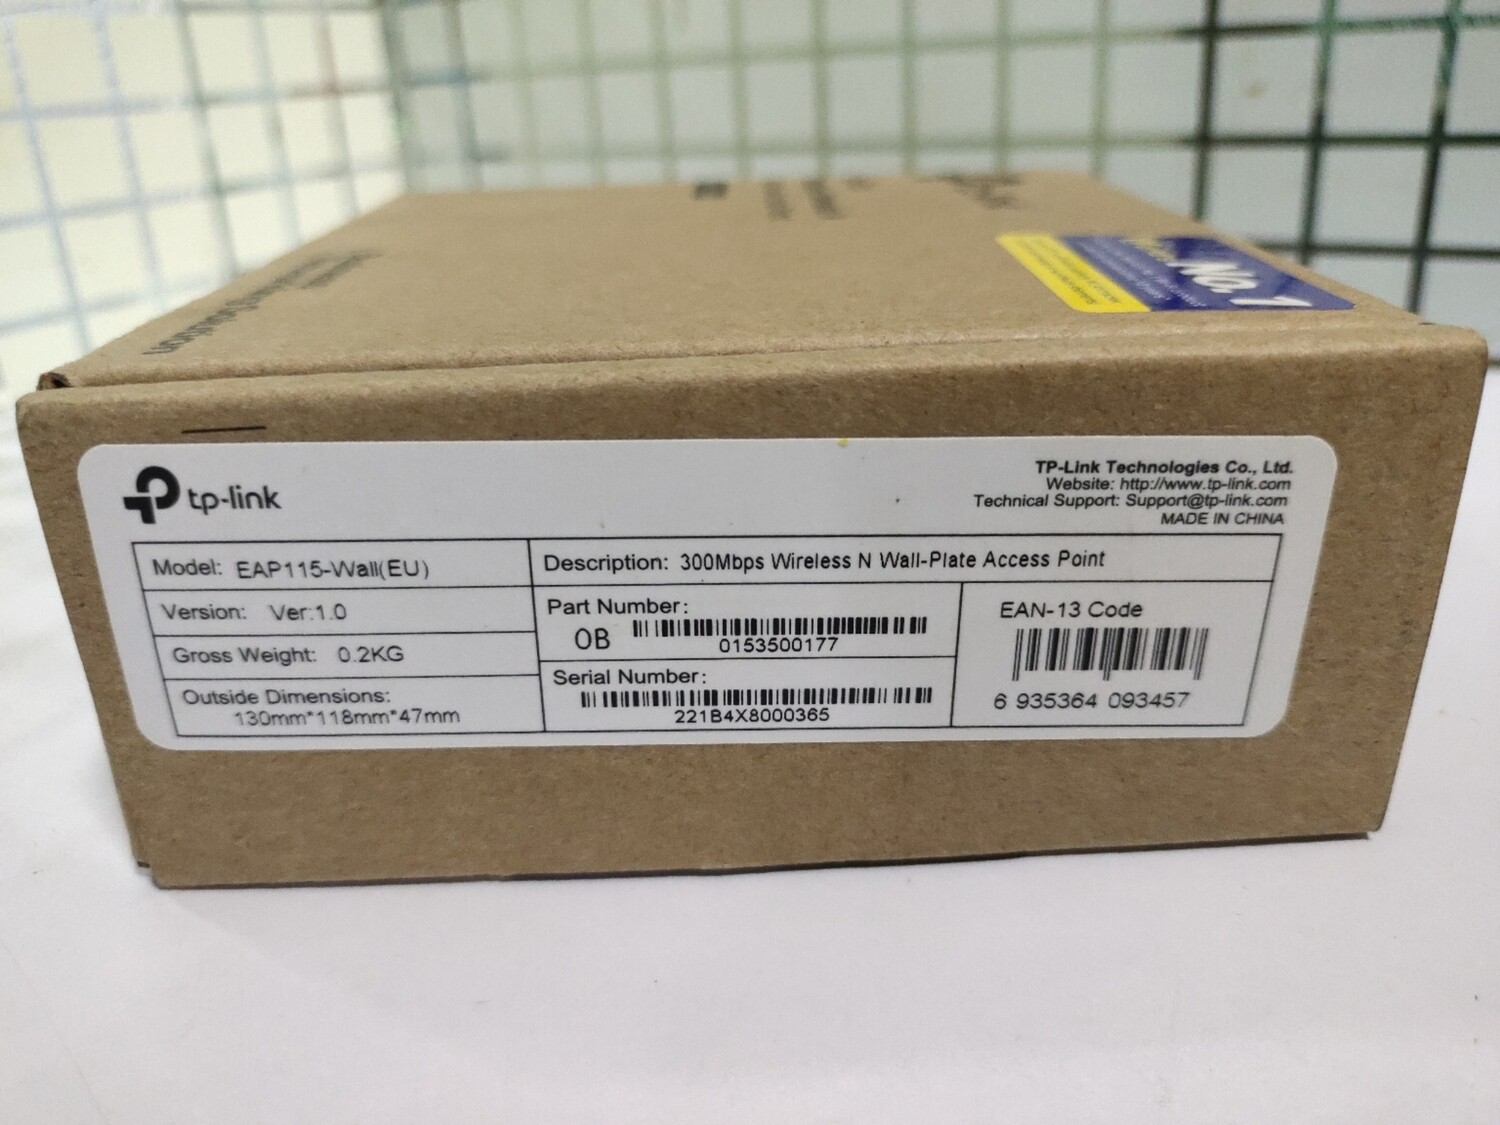 No. 1
tp-link
TP-Link Technologies Co., Ltd.
Website: http://www.tp-link.com
Technical Support: Support@tp-link.com
MADE IN CHINA
Model: EAP115-Wall(EU)
Description: 300Mbps Wireless N Wall-Plate Access Point
Version: Ver:1.0
Gross Weight: 0.2KG
Outside Dimensions:
130mm*118mm*47mm
Part Number:
0B
0153500177
Serial Number:
221B4X8000365
EAN-13 Code
6 935364 093457